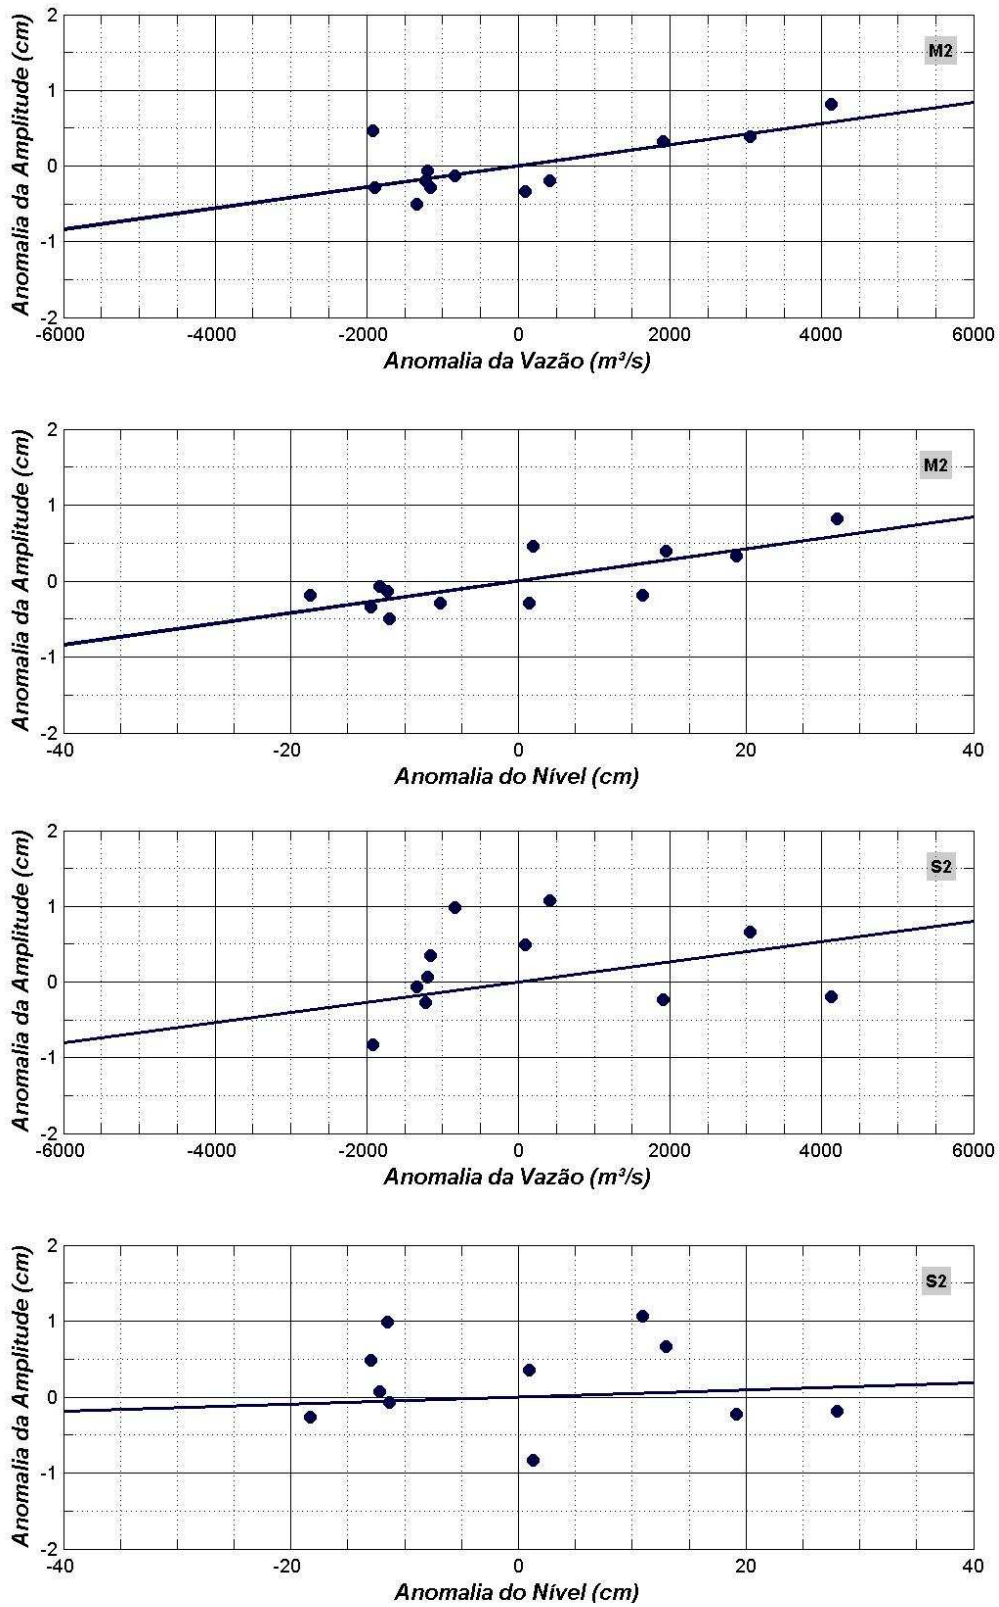 2
1
0
-1
-2
Anomalia da Amplitude (cm)
M2
-6000 -4000 -2000 0 2000 4000 6000
Anomalia da Vazão (m³/s)
2
1
0
-1
-2
Anomalia da Amplitude (cm)
M2
-40 -20 0 20 40
Anomalia do Nível (cm)
2
1
0
-1
-2
Anomalia da Amplitude (cm)
S2
-6000 -4000 -2000 0 2000 4000 6000
Anomalia da Vazão (m³/s)
2
1
0
-1
-2
Anomalia da Amplitude (cm)
S2
-40 -20 0 20 40
Anomalia do Nível (cm)